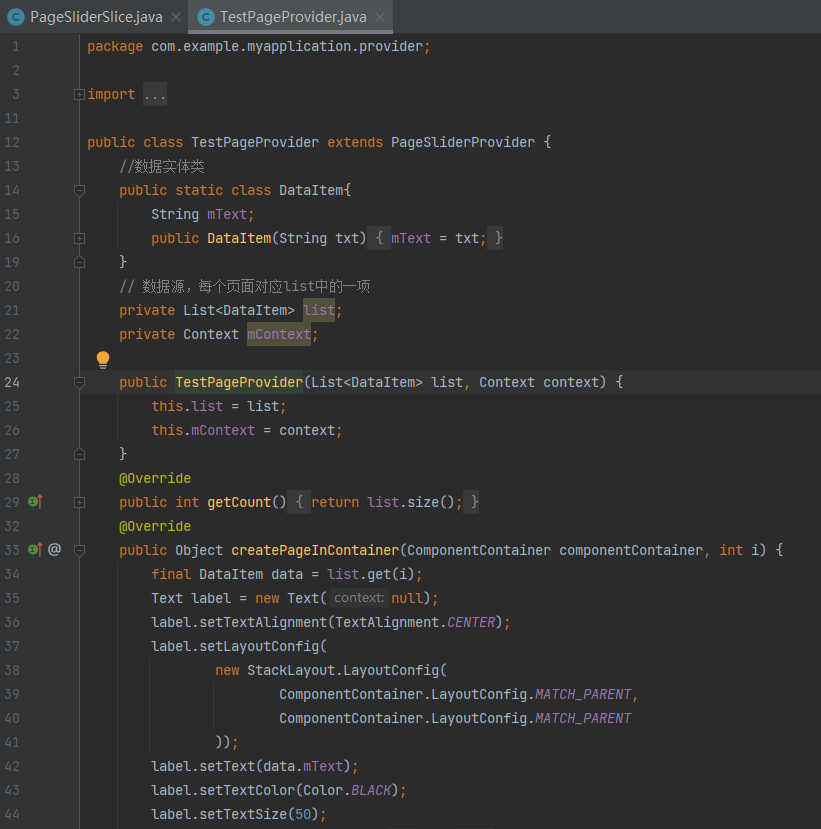 PageSliderSlice.java TestPageProvider.java
1 package com.example.myapplication.provider;
2
3 import ...
11
12 public class TestPageProvider extends PageSliderProvider {
13 //数据实体类
14 public static class DataItem{
15 String mText;
16 public DataItem(String txt) { mText = txt; }
19 }
20 // 数据源，每个页面对应list中的一项
21 private List<DataItem> list;
22 private Context mContext;
23
24 public TestPageProvider(List<DataItem> list, Context context) {
25 this.list = list;
26 this.mContext = context;
27 }
28 @Override
29 public int getCount() { return list.size(); }
32 @Override
33 @ public Object createPageInContainer(ComponentContainer componentContainer, int i) {
34 final DataItem data = list.get(i);
35 Text label = new Text( context: null);
36 label.setTextAlignment(TextAlignment.CENTER);
37 label.setLayoutConfig(
38 new StackLayout.LayoutConfig(
39 ComponentContainer.LayoutConfig.MATCH_PARENT,
40 ComponentContainer.LayoutConfig.MATCH_PARENT
41 ));
42 label.setText(data.mText);
43 label.setTextColor(Color.BLACK);
44 label.setTextSize(50);